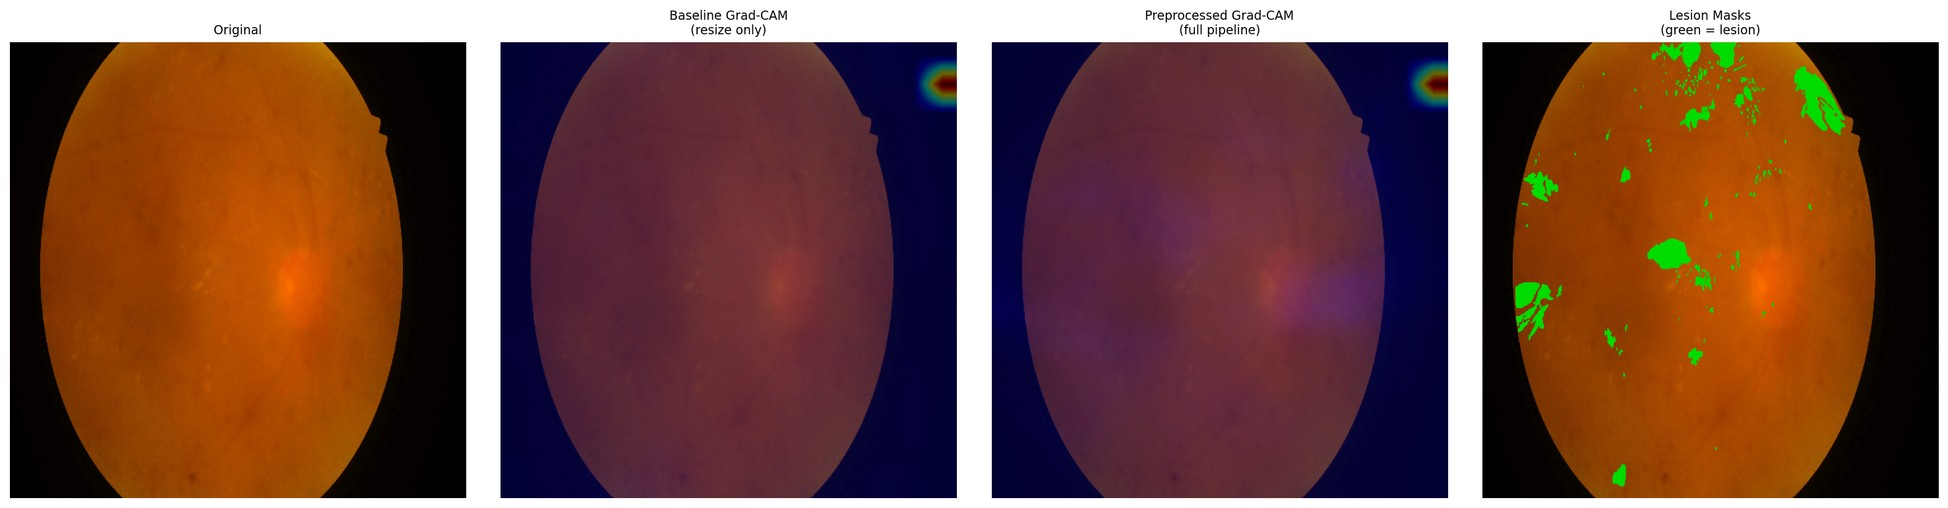 Original
Baseline Grad-CAM
(resize only)
Preprocessed Grad-CAM
(full pipeline)
Lesion Masks
(green = lesion)